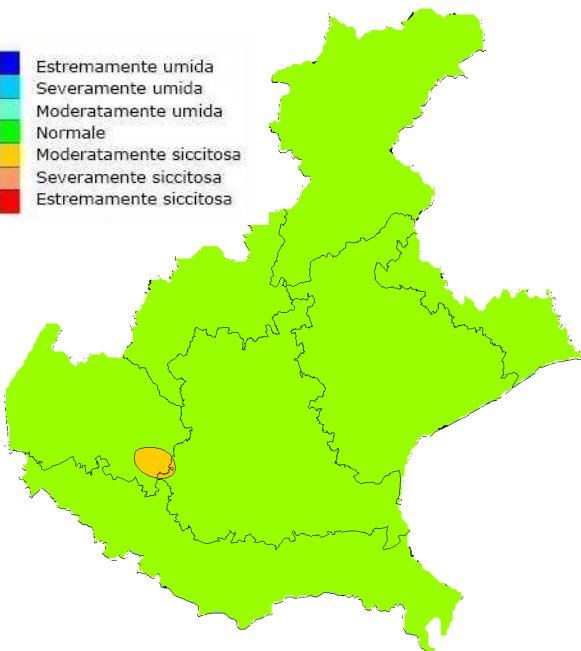 Estremamente umida
Severamente umida
Moderatamente umida
Normale
Moderatamente siccitosa
Severamente siccitosa
Estremamente siccitosa